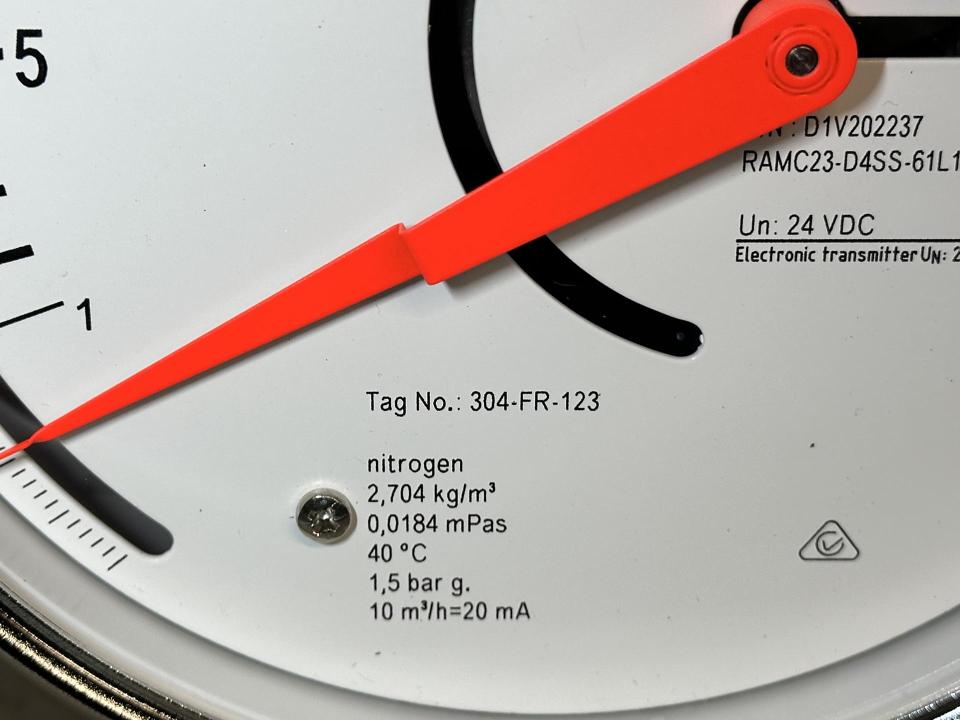 5
D1V202237
RAMC23-D4SS-61L1
Un: 24 VDC
Electronic transmitter UN: 2
1
Tag No.: 304-FR-123
nitrogen
2,704 kg/m³
0,0184 mPas
40 °C
1,5 bar g.
10 m³/h=20 mA